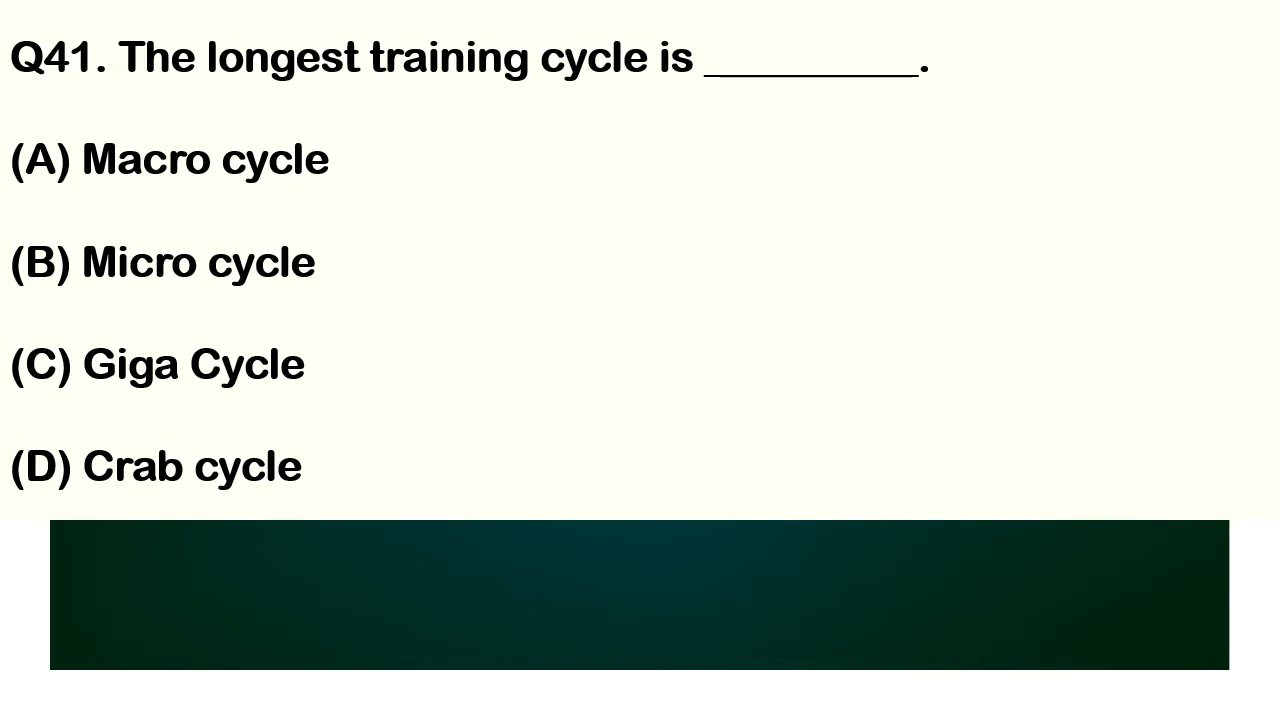 Q41. The longest training cycle is __________.
(A) Macro cycle
(B) Micro cycle
(C) Giga Cycle
(D) Crab cycle